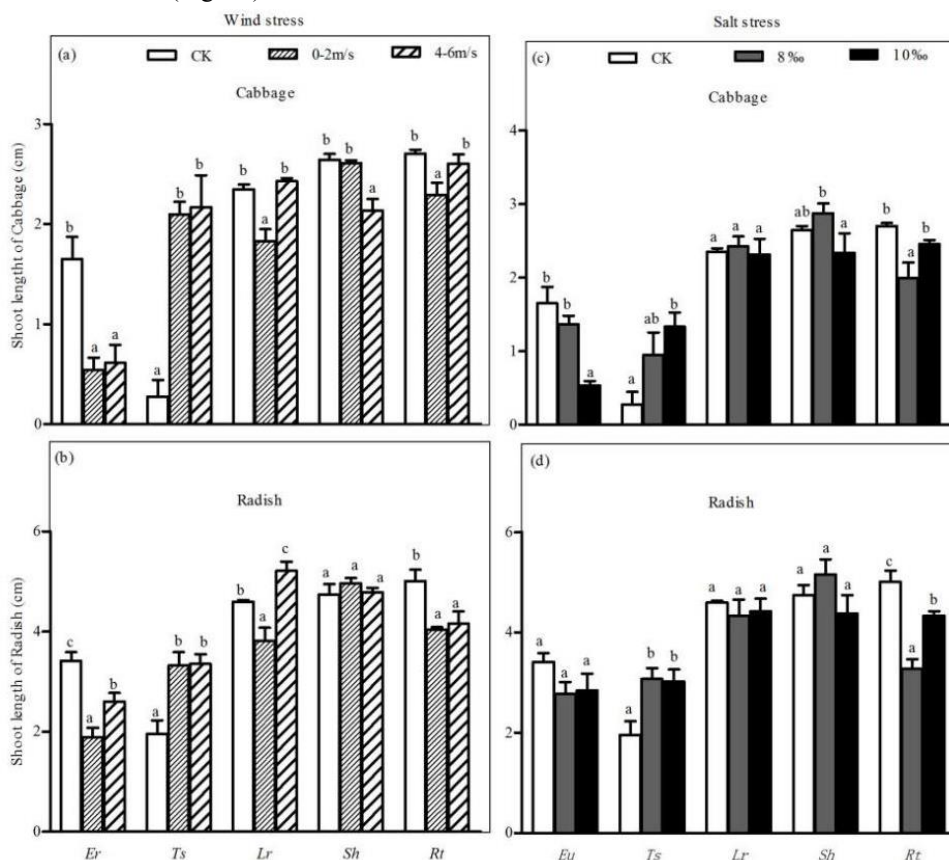 Wind stress
(a) CK 0-2m/s 4-6m/s
Cabbage
Shoot lengtht of Cabbage (cm)
3
2
1
0
b a a a b b b a b b b a b a b
Salt stress
(c) CK 8‰ 10‰
Cabbage
4
3
2
1
0
b b a a ab b a a a ab b a b a b
(b)
Radish
Shoot length of Radish (cm)
6
4
2
0
c a b a b b b a c a a a b a a
Er Ts Lr Sh Rt
(d)
Radish
6
4
2
0
a a a a b b a a a a a a c a b
Eu Ts Lr Sh Rt